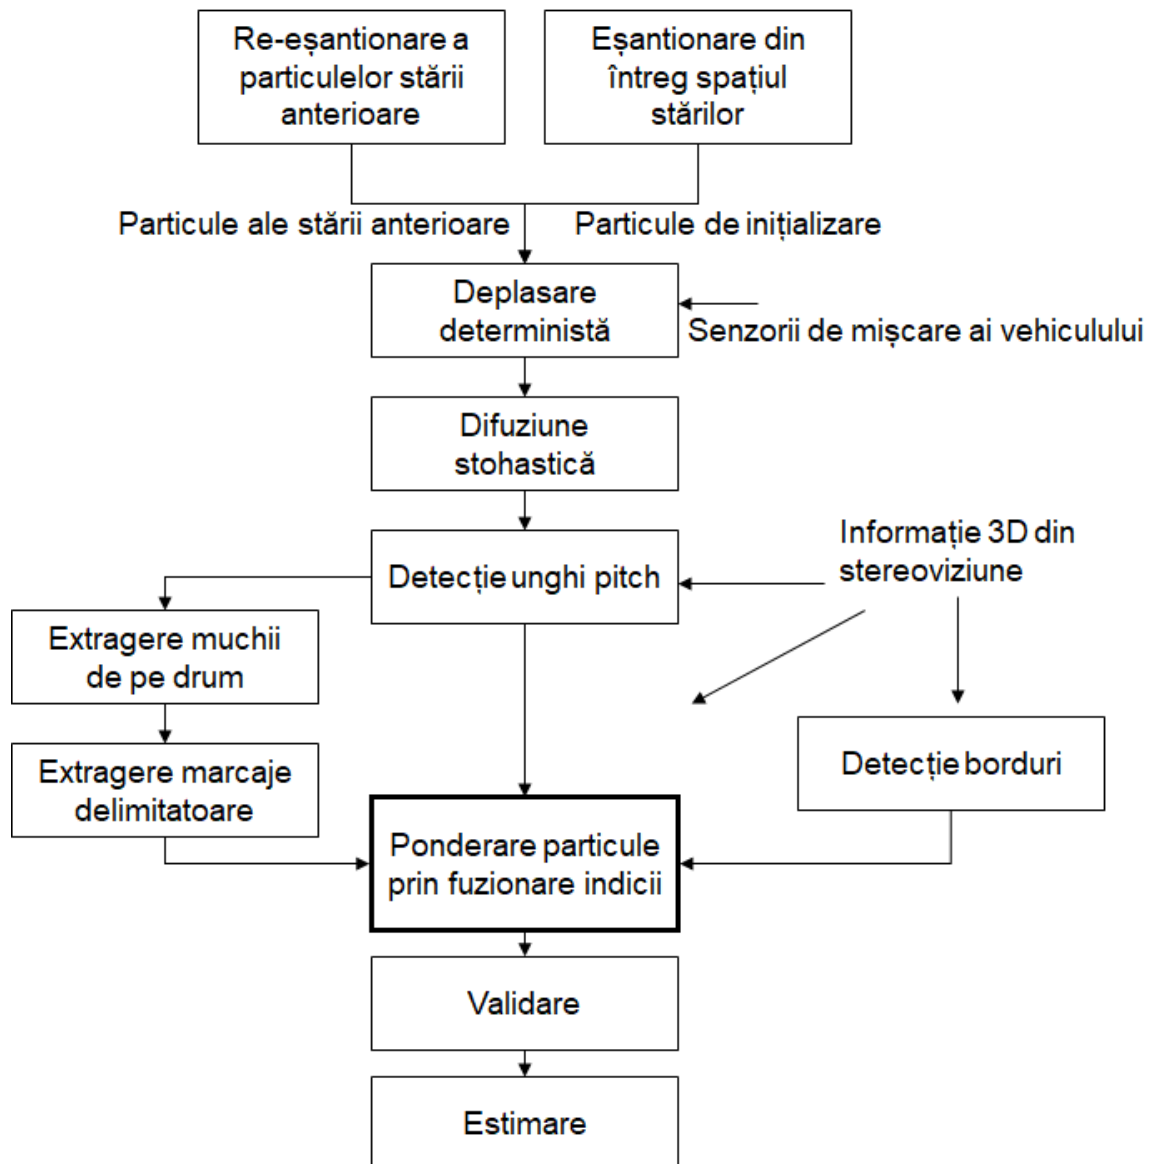 Re-eșantionare a
particulelor stării
anterioare
Eșantionare din
întreg spațiul
stărilor
Particule ale stării anterioare
Particule de inițializare
Deplasare
deterministă
Senzorii de mișcare ai vehiculului
Difuziune
stohastică
Informație 3D din
stereoviziune
Detecție unghi pitch
Extragere muchii
de pe drum
Extragere marcaje
delimitatoare
Detecție borduri
Ponderare particule
prin fuzionare indicii
Validare
Estimare